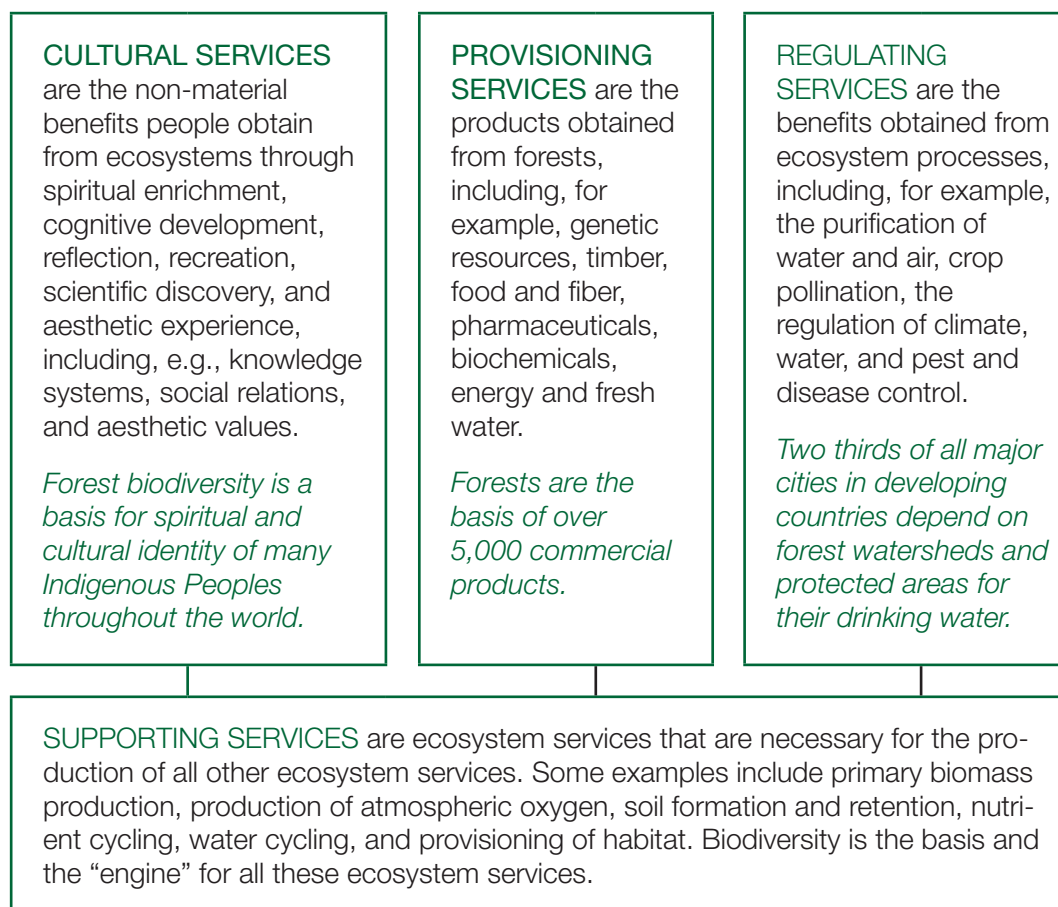 CULTURAL SERVICES
are the non-material
benefits people obtain
from ecosystems through
spiritual enrichment,
cognitive development,
reflection, recreation,
scientific discovery, and
aesthetic experience,
including, e.g., knowledge
systems, social relations,
and aesthetic values.
Forest biodiversity is a
basis for spiritual and
cultural identity of many
Indigenous Peoples
throughout the world.
PROVISIONING
SERVICES are the
products obtained
from forests,
including, for
example, genetic
resources, timber,
food and fiber,
pharmaceuticals,
biochemicals,
energy and fresh
water.
Forests are the
basis of over
5,000 commercial
products.
REGULATING
SERVICES are the
benefits obtained from
ecosystem processes,
including, for example,
the purification of
water and air, crop
pollination, the
regulation of climate,
water, and pest and
disease control.
Two thirds of all major
cities in developing
countries depend on
forest watersheds and
protected areas for
their drinking water.
SUPPORTING SERVICES are ecosystem services that are necessary for the pro-
duction of all other ecosystem services. Some examples include primary biomass
production, production of atmospheric oxygen, soil formation and retention, nutri-
ent cycling, water cycling, and provisioning of habitat. Biodiversity is the basis and
the “engine” for all these ecosystem services.